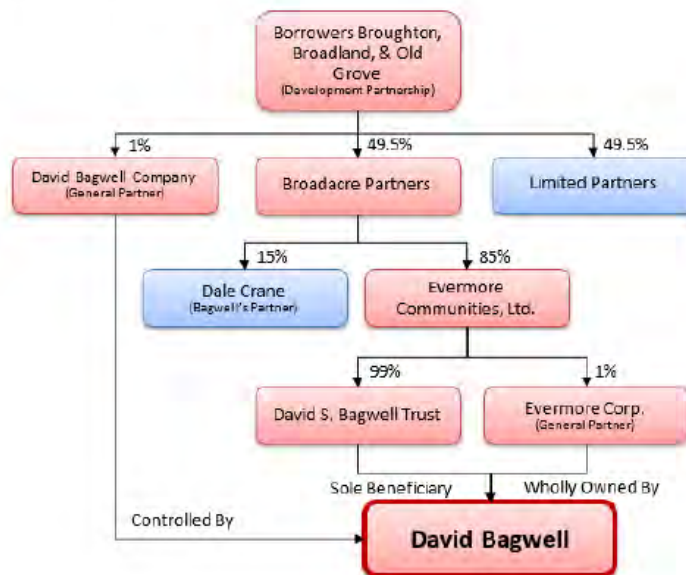 Borrowers Broughton,
Broadland, & Old
Grove
(Development Partnership)
1%
49.5%
49.5%
David Bagwell Company
(General Partner)
Broadacre Partners
Limited Partners
15%
85%
Dale Crane
(Bagwell's Partner)
Evermore
Communities, Ltd.
99%
1%
David S. Bagwell Trust
Evermore Corp.
(General Partner)
Sole Beneficiary
Wholly Owned By
Controlled By
David Bagwell